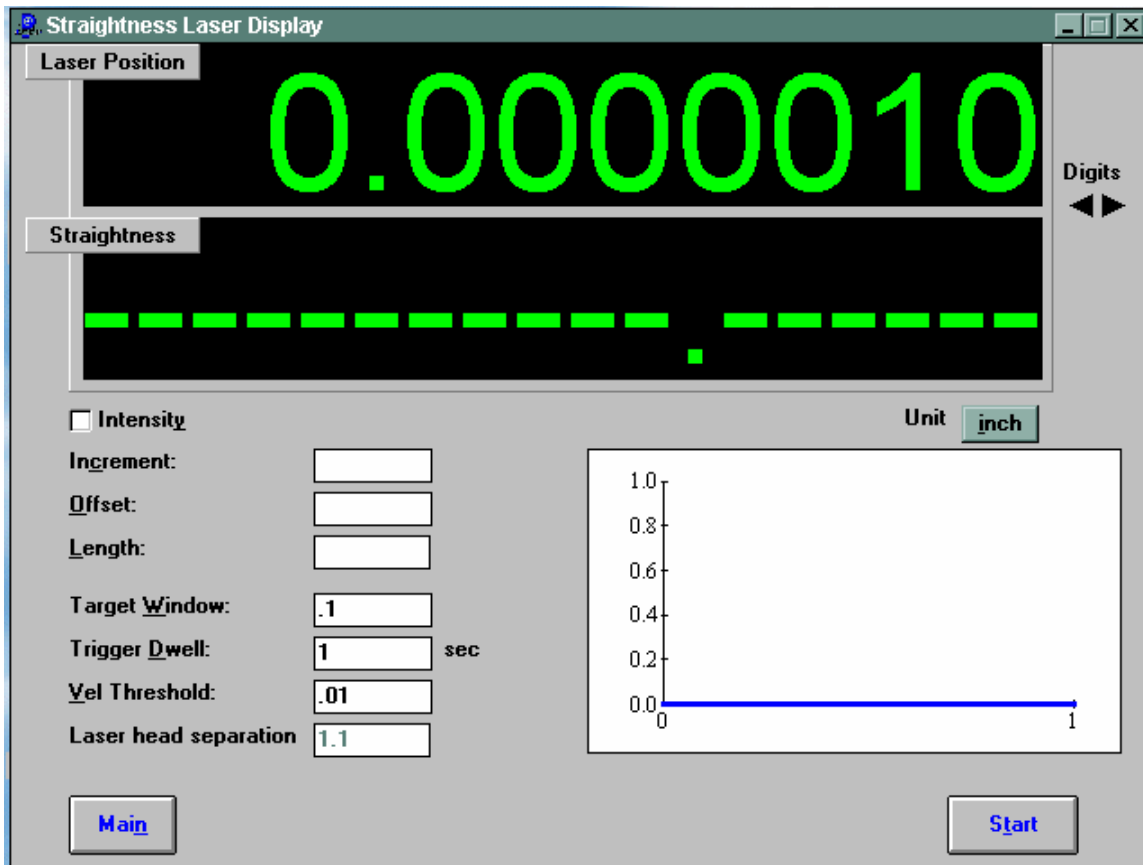 Straightness Laser Display
Laser Position
0.0000010
Digits
Straightness
-----------.------
Intensity
Unit inch
Increment:
Offset:
Length:
Target Window: .1
Trigger Dwell: 1 sec
Vel Threshold: .01
Laser head separation 1.1
1.0
0.8
0.6
0.4
0.2
0.0
0 1
Main
Start